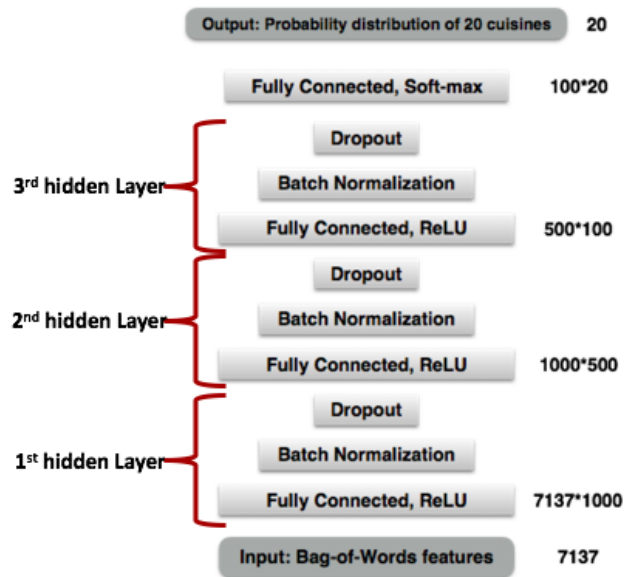 Output: Probability distribution of 20 cuisines 20
Fully Connected, Soft-max 100*20
Dropout
3rd hidden Layer Batch Normalization
Fully Connected, ReLU 500*100
Dropout
2nd hidden Layer Batch Normalization
Fully Connected, ReLU 1000*500
Dropout
1st hidden Layer Batch Normalization
Fully Connected, ReLU 7137*1000
Input: Bag-of-Words features 7137